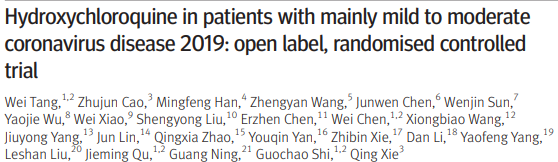 Hydroxychloroquine in patients with mainly mild to moderate
coronavirus disease 2019: open label, randomised controlled
trial
Wei Tang,1,2 Zhujun Cao,3 Mingfeng Han,4 Zhengyan Wang,5 Junwen Chen,6 Wenjin Sun,7
Yaojie Wu,8 Wei Xiao,9 Shengyong Liu,10 Erzhen Chen,11 Wei Chen,1,2 Xiongbiao Wang,12
Jiuyong Yang,13 Jun Lin,14 Qingxia Zhao,15 Youqin Yan,16 Zhibin Xie,17 Dan Li,18 Yaofeng Yang,19
Leshan Liu,20 Jieming Qu,1,2 Guang Ning,21 Guochao Shi,1,2 Qing Xie3